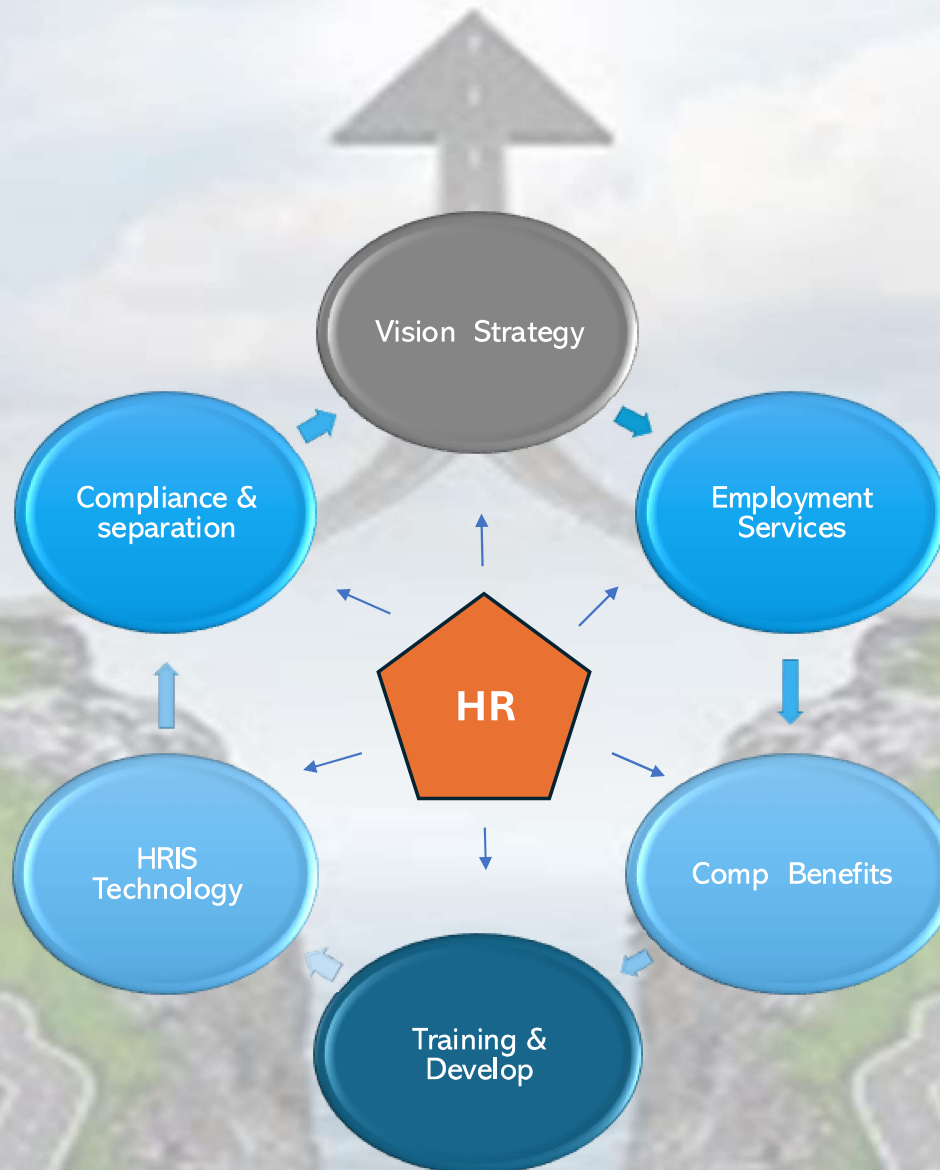 Vision Strategy
Compliance &
separation
Employment
Services
HR
HRIS
Technology
Comp Benefits
Training &
Develop